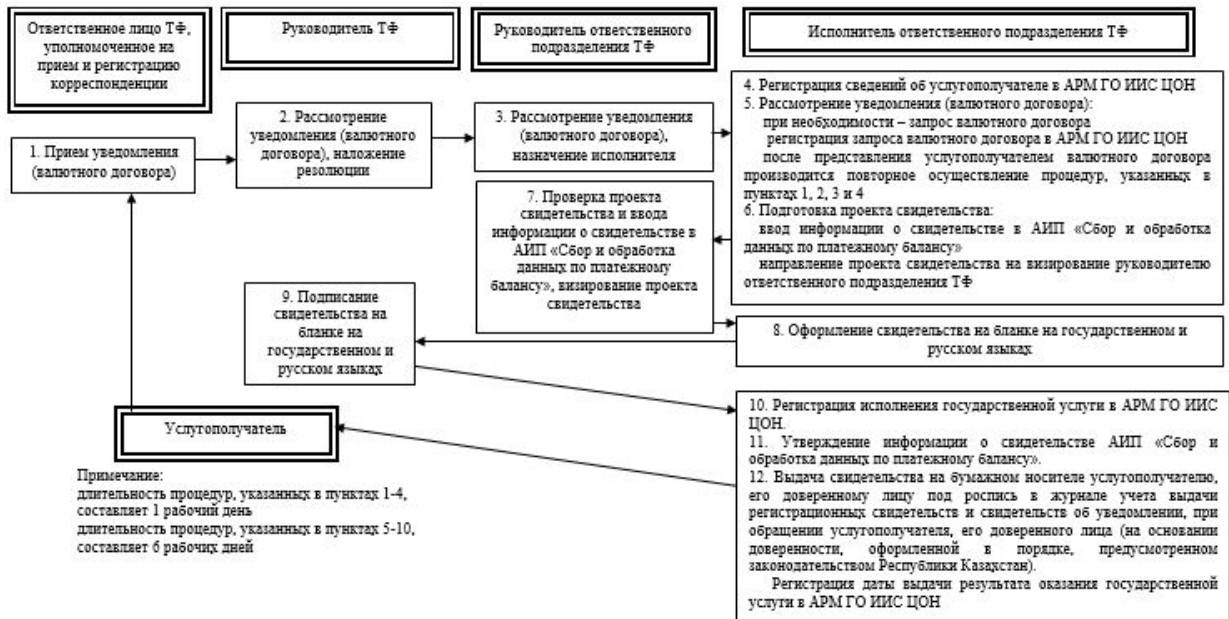 Ответственное лицо ТФ,
уполномоченное на
прием и регистрацию
корреспонденции
Руководитель ТФ
Руководитель ответственного
подразделения ТФ
Исполнитель ответственного подразделения ТФ
1. Прием уведомления
(валютного договора)
2. Рассмотрение
уведомления (валютного
договора), наложение
резолюции
3. Рассмотрение уведомления
(валютного договора),
назначение исполнителя
4. Регистрация сведений об услугополучателе в АРМ ГО ИИС ЦОН
5. Рассмотрение уведомления (валютного договора):
при необходимости – запрос валютного договора
регистрация запроса валютного договора в АРМ ГО ИИС ЦОН
после представления услугополучателем валютного договора
производится повторное осуществление процедур, указанных в
пунктах 1, 2, 3 и 4
6. Подготовка проекта свидетельства:
ввод информации о свидетельстве в АИП «Сбор и обработка
данных по платежному балансу»
направление проекта свидетельства на визирование руководителю
ответственного подразделения ТФ
7. Проверка проекта
свидетельства и ввода
информации о свидетельстве в
АИП «Сбор и обработка
данных по платежному
балансу», визирование проекта
свидетельства
8. Оформление свидетельства на бланке на государственном и
русском языках
9. Подписание
свидетельства на
бланке на
государственном и
русском языках
10. Регистрация исполнения государственной услуги в АРМ ГО ИИС
ЦОН.
11. Утверждение информации о свидетельстве АИП «Сбор и
обработка данных по платежному балансу».
12. Выдача свидетельства на бумажном носителе услугополучателю,
его доверенному лицу под роспись в журнале учета выдачи
регистрационных свидетельств и свидетельств об уведомлении, при
обращении услугополучателя, его доверенного лица (на основании
доверенности, оформленной в порядке, предусмотренном
законодательством Республики Казахстан).
Регистрация даты выдачи результата оказания государственной
услуги в АРМ ГО ИИС ЦОН
Услугополучатель
Примечание:
длительность процедур, указанных в пунктах 1-4,
составляет 1 рабочий день
длительность процедур, указанных в пунктах 5-10,
составляет 6 рабочих дней